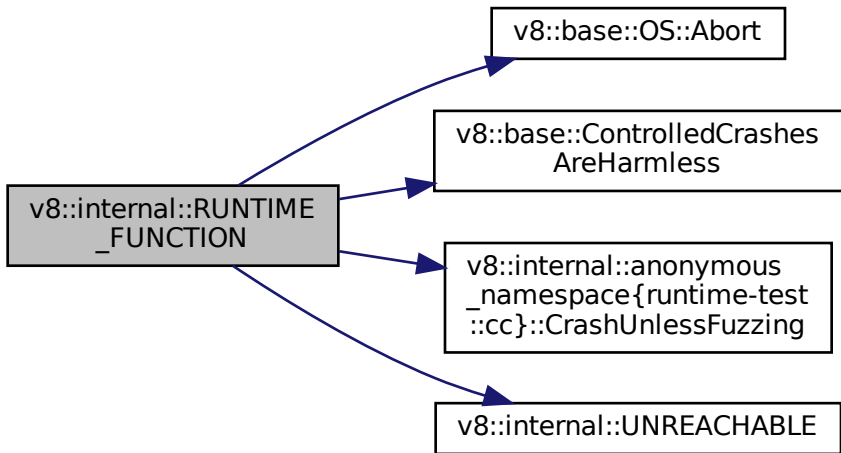 v8::base::OS::Abort
v8::base::ControlledCrashes
AreHarmless
v8::internal::RUNTIME
_FUNCTION
v8::internal::anonymous
_namespace{runtime-test
::cc}::CrashUnlessFuzzing
v8::internal::UNREACHABLE